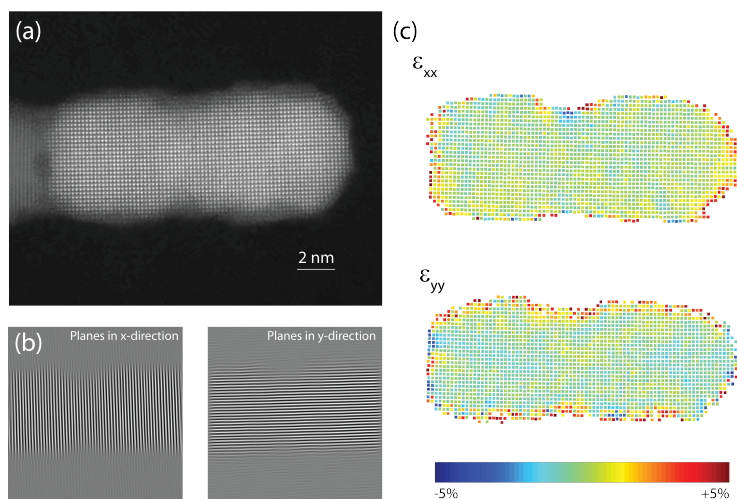 (a)
2 nm
(b)
Planes in x-direction
Planes in y-direction
(c)
εxx
εyy
-5%
+5%